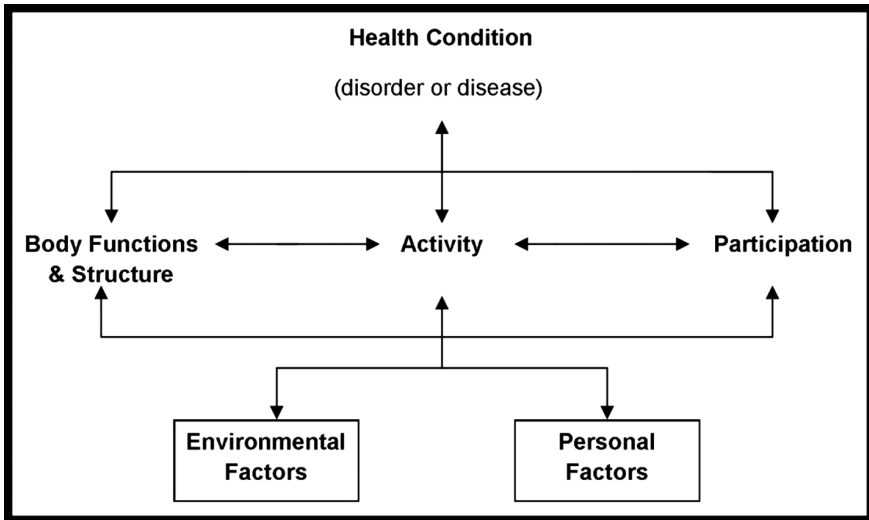 Health Condition
(disorder or disease)
Body Functions
& Structure
Activity
Participation
Environmental
Factors
Personal
Factors